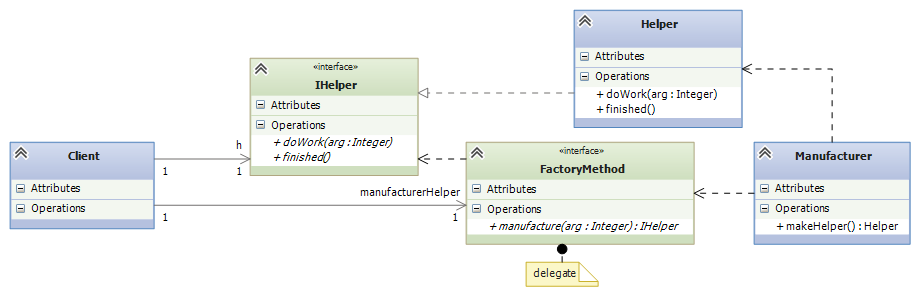 Helper
Attributes
Operations
+ doWork(arg : Integer)
+ finished()
«interface»
IHelper
Attributes
Operations
+ doWork(arg : Integer)
+ finished()
Client
Attributes
Operations
h
1
1
manufacturerHelper
1
1
«interface»
FactoryMethod
Attributes
Operations
+ manufacture(arg : Integer) : IHelper
Manufacturer
Attributes
Operations
+ makeHelper() : Helper
delegate